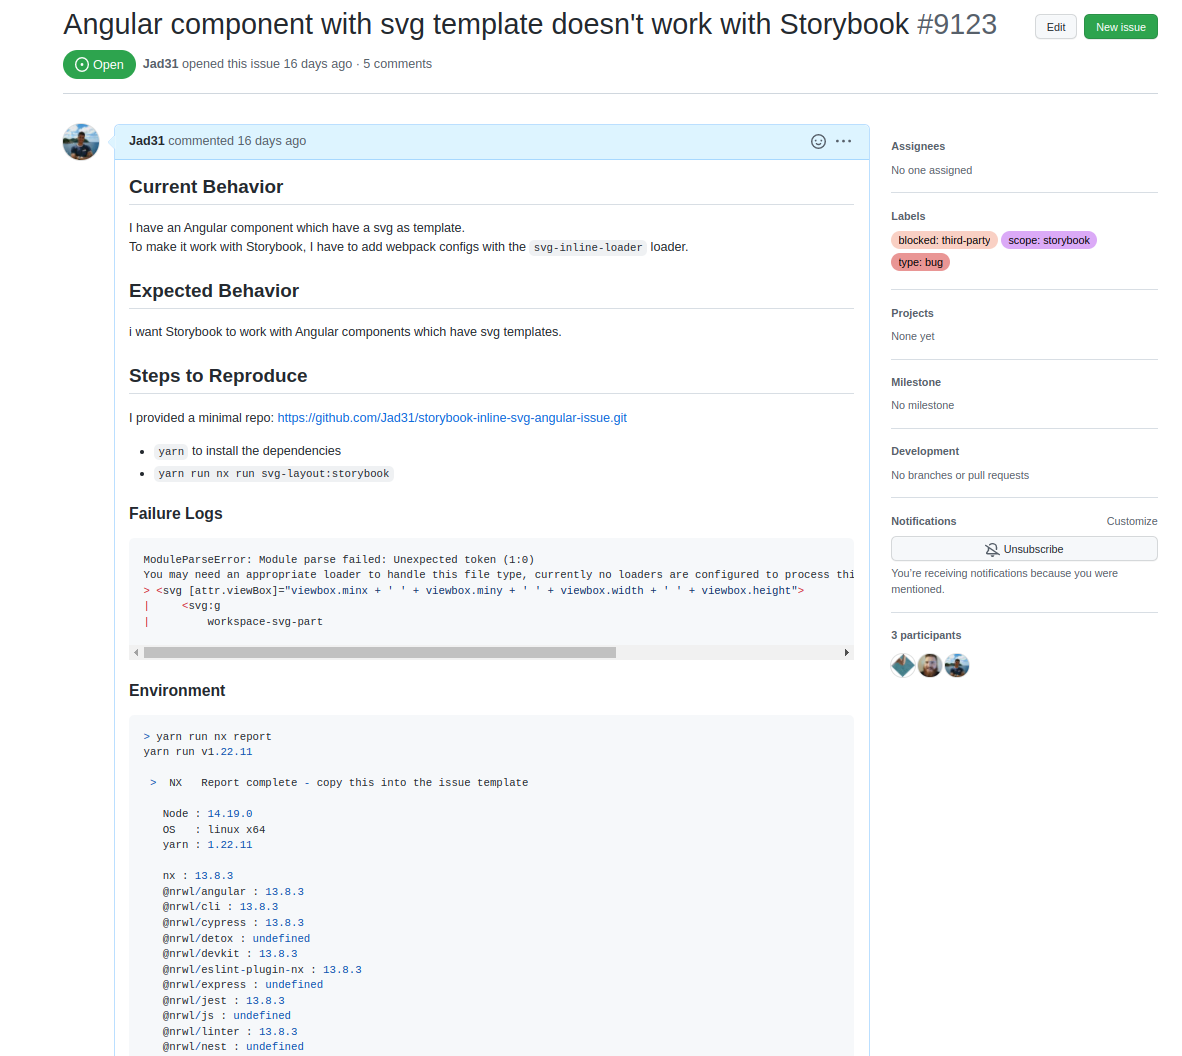 Angular component with svg template doesn't work with Storybook #9123
Edit
New issue
Open
Jad31 opened this issue 16 days ago · 5 comments
Jad31 commented 16 days ago
Current Behavior
I have an Angular component which have a svg as template.
To make it work with Storybook, I have to add webpack configs with the svg-inline-loader loader.
Expected Behavior
i want Storybook to work with Angular components which have svg templates.
Steps to Reproduce
I provided a minimal repo: https://github.com/Jad31/storybook-inline-svg-angular-issue.git
• yarn to install the dependencies
• yarn run nx run svg-layout:storybook
Failure Logs
ModuleParseError: Module parse failed: Unexpected token (1:0)
You may need an appropriate loader to handle this file type, currently no loaders are configured to process thi
> <svg [attr.viewBox]="viewbox.minx + ' ' + viewbox.miny + ' ' + viewbox.width + ' ' + viewbox.height">
|     <svg:g
|         workspace-svg-part
Environment
> yarn run nx report
yarn run v1.22.11
>  NX   Report complete - copy this into the issue template
Node : 14.19.0
OS   : linux x64
yarn : 1.22.11
nx : 13.8.3
@nrwl/angular : 13.8.3
@nrwl/cli : 13.8.3
@nrwl/cypress : 13.8.3
@nrwl/detox : undefined
@nrwl/devkit : 13.8.3
@nrwl/eslint-plugin-nx : 13.8.3
@nrwl/express : undefined
@nrwl/jest : 13.8.3
@nrwl/js : undefined
@nrwl/linter : 13.8.3
@nrwl/nest : undefined
Assignees
No one assigned
Labels
blocked: third-party
scope: storybook
type: bug
Projects
None yet
Milestone
No milestone
Development
No branches or pull requests
Notifications
Customize
Unsubscribe
You're receiving notifications because you were
mentioned.
3 participants